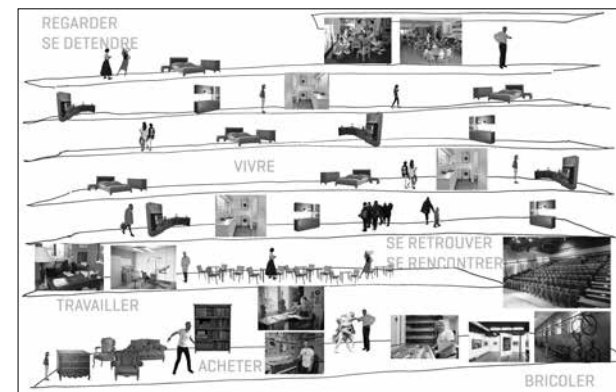 REGARDER
SE DETENDRE
VIVRE
SE RETROUVER
SE RENCONTRER
TRAVAILLER
ACHETER
BRICOLER